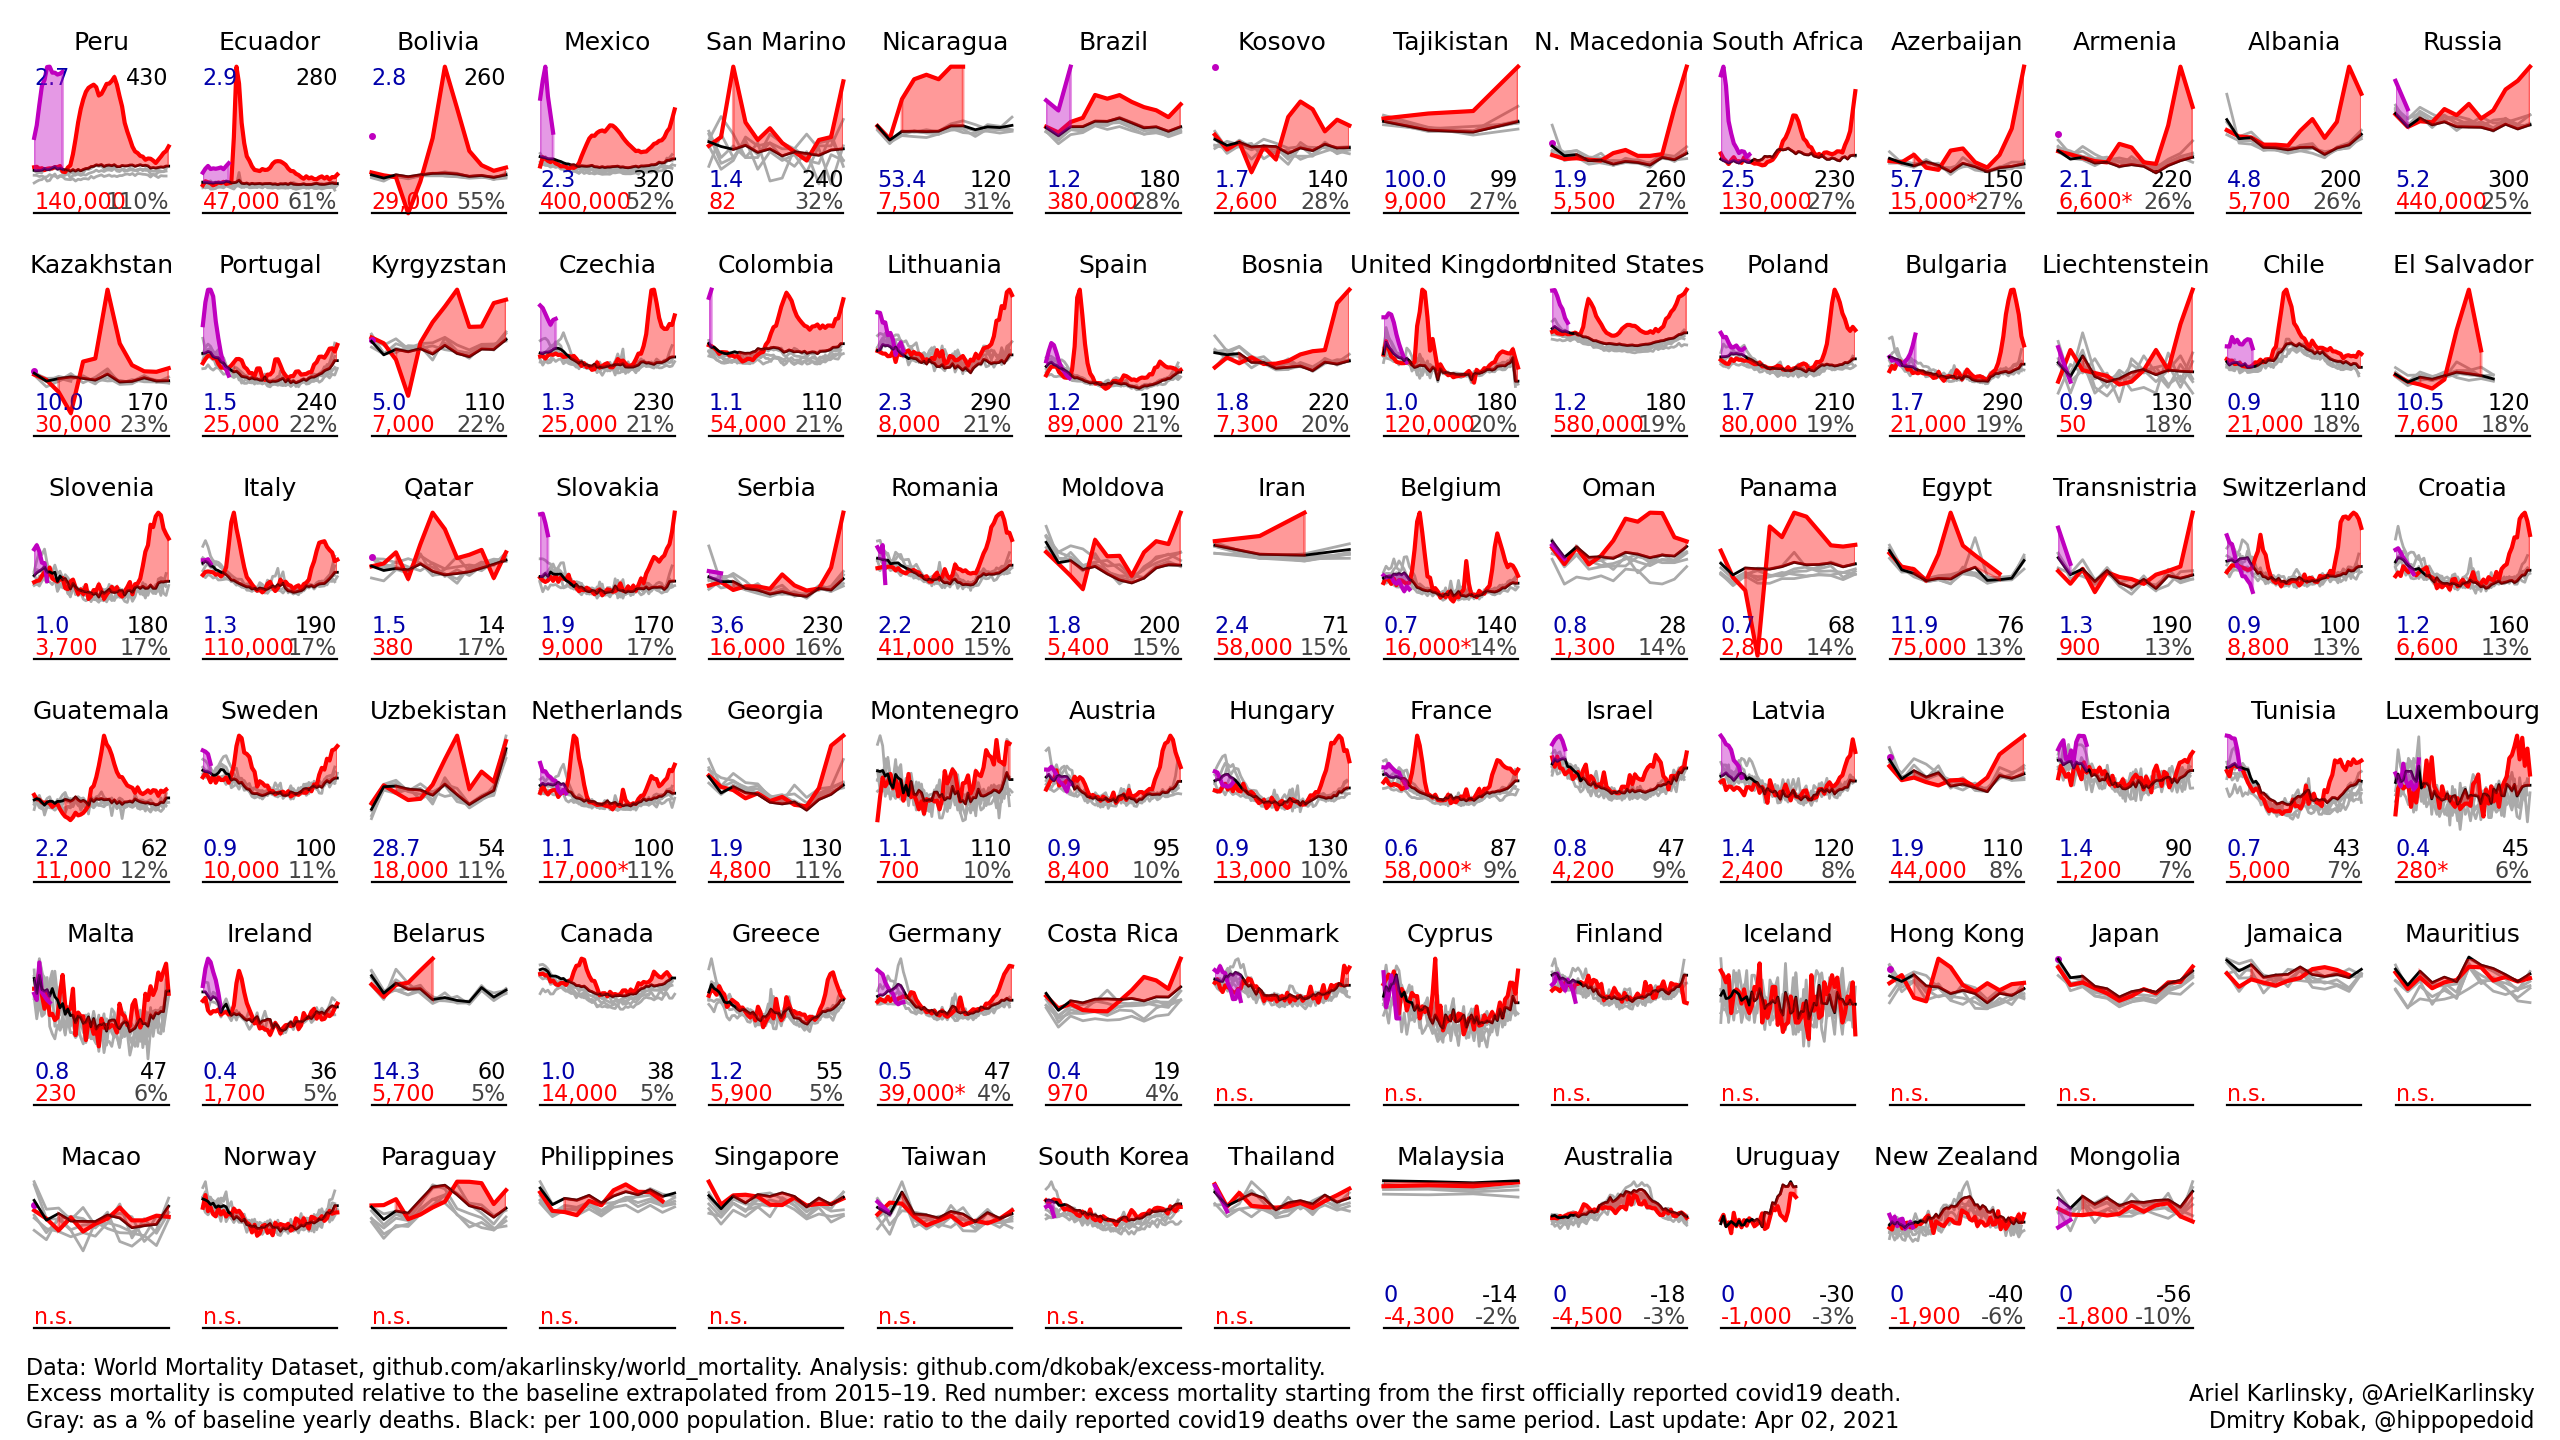 Peru Ecuador Bolivia Mexico San Marino Nicaragua Brazil Kosovo Tajikistan N. Macedonia South Africa Azerbaijan Armenia Albania Russia
2.7 430 2.9 280 2.8 260
2.3 320 1.4 240 53.4 120 1.2 180 1.7 140 100.0 99 1.9 260 2.5 230 5.7 150 2.1 220 4.8 200 5.2 300
140,000 110% 47,000 61% 29,000 55% 400,000 52% 82 32% 7,500 31% 380,000 28% 2,600 28% 9,000 27% 5,500 27% 130,000 27% 15,000* 27% 6,600* 26% 5,700 26% 440,000 25%
Kazakhstan Portugal Kyrgyzstan Czechia Colombia Lithuania Spain Bosnia United Kingdom United States Poland Bulgaria Liechtenstein Chile El Salvador
10.0 170 1.5 240 5.0 110 1.3 230 1.1 110 2.3 290 1.2 190 1.8 220 1.0 180 1.2 180 1.7 210 1.7 290 0.9 130 0.9 110 10.5 120
30,000 23% 25,000 22% 7,000 22% 25,000 21% 54,000 21% 8,000 21% 89,000 21% 7,300 20% 120,000 20% 580,000 19% 80,000 19% 21,000 19% 50 18% 21,000 18% 7,600 18%
Slovenia Italy Qatar Slovakia Serbia Romania Moldova Iran Belgium Oman Panama Egypt Transnistria Switzerland Croatia
1.0 180 1.3 190 1.5 14 1.9 170 3.6 230 2.2 210 1.8 200 2.4 71 0.7 140 0.8 28 0.7 68 11.9 76 1.3 190 0.9 100 1.2 160
3,700 17% 110,000 17% 380 17% 9,000 17% 16,000 16% 41,000 15% 5,400 15% 58,000 15% 16,000* 14% 1,300 14% 2,800 14% 75,000 13% 900 13% 8,800 13% 6,600 13%
Guatemala Sweden Uzbekistan Netherlands Georgia Montenegro Austria Hungary France Israel Latvia Ukraine Estonia Tunisia Luxembourg
2.2 62 0.9 100 28.7 54 1.1 100 1.9 130 1.1 110 0.9 95 0.9 130 0.6 87 0.8 47 1.4 120 1.9 110 1.4 90 0.7 43 0.4 45
11,000 12% 10,000 11% 18,000 11% 17,000* 11% 4,800 11% 700 10% 8,400 10% 13,000 10% 58,000* 9% 4,200 9% 2,400 8% 44,000 8% 1,200 7% 5,000 7% 280* 6%
Malta Ireland Belarus Canada Greece Germany Costa Rica Denmark Cyprus Finland Iceland Hong Kong Japan Jamaica Mauritius
0.8 47 0.4 36 14.3 60 1.0 38 1.2 55 0.5 47 0.4 19
230 6% 1,700 5% 5,700 5% 14,000 5% 5,900 5% 39,000* 4% 970 4% n.s. n.s. n.s. n.s. n.s. n.s. n.s. n.s.
Macao Norway Paraguay Philippines Singapore Taiwan South Korea Thailand Malaysia Australia Uruguay New Zealand Mongolia
0 -14 0 -18 0 -30 0 -40 0 -56
n.s. n.s. n.s. n.s. n.s. n.s. n.s. n.s. -4,300 -2% -4,500 -3% -1,000 -3% -1,900 -6% -1,800 -10%
Data: World Mortality Dataset, github.com/akarlinsky/world_mortality. Analysis: github.com/dkobak/excess-mortality.
Excess mortality is computed relative to the baseline extrapolated from 2015–19. Red number: excess mortality starting from the first officially reported covid19 death.
Gray: as a % of baseline yearly deaths. Black: per 100,000 population. Blue: ratio to the daily reported covid19 deaths over the same period. Last update: Apr 02, 2021
Ariel Karlinsky, @ArielKarlinsky
Dmitry Kobak, @hippopedoid